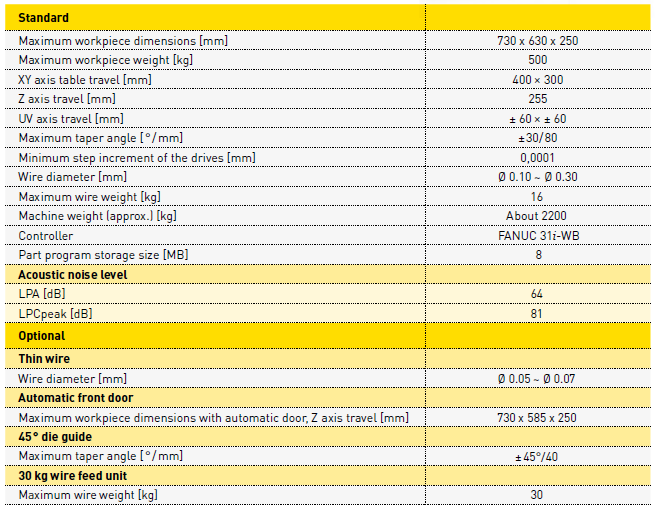 Standard
Maximum workpiece dimensions [mm] 730 x 630 x 250
Maximum workpiece weight [kg] 500
XY axis table travel [mm] 400 × 300
Z axis travel [mm] 255
UV axis travel [mm] ± 60 × ± 60
Maximum taper angle [°/mm] ±30/80
Minimum step increment of the drives [mm] 0,0001
Wire diameter [mm] Ø 0.10 ~ Ø 0.30
Maximum wire weight [kg] 16
Machine weight (approx.) [kg] About 2200
Controller FANUC 31i-WB
Part program storage size [MB] 8
Acoustic noise level
LPA [dB] 64
LPCpeak [dB] 81
Optional
Thin wire
Wire diameter [mm] Ø 0.05 ~ Ø 0.07
Automatic front door
Maximum workpiece dimensions with automatic door, Z axis travel [mm] 730 x 585 x 250
45° die guide
Maximum taper angle [°/mm] ±45°/40
30 kg wire feed unit
Maximum wire weight [kg] 30